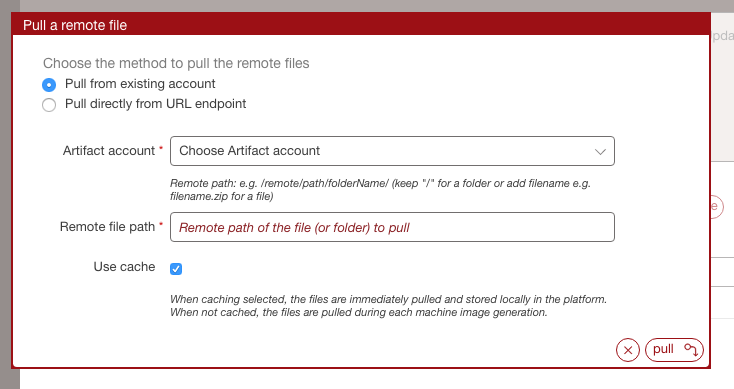 Pull a remote file
Choose the method to pull the remote files
Pull from existing account
Pull directly from URL endpoint
Artifact account * Choose Artifact account
Remote path: e.g. /remote/path/folderName/ (keep "/" for a folder or add filename e.g.
filename.zip for a file)
Remote file path * Remote path of the file (or folder) to pull
Use cache
When caching selected, the files are immediately pulled and stored locally in the platform.
When not cached, the files are pulled during each machine image generation.
pull